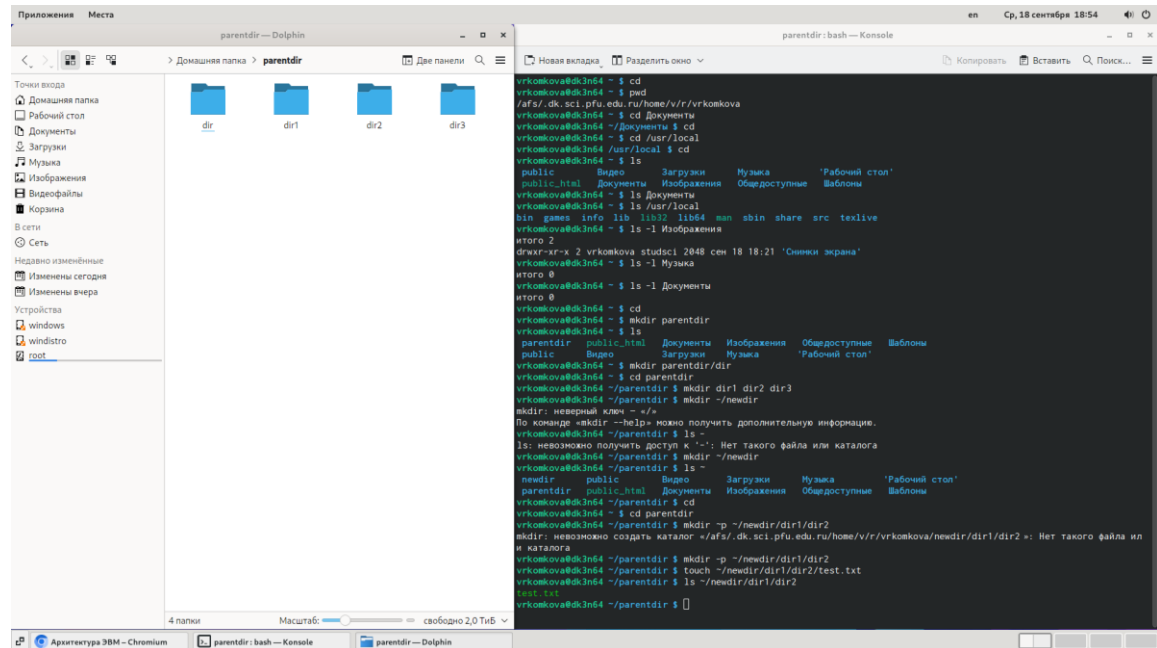 Приложения Места en Ср, 18 сентября 18:54
parentdir — Dolphin
Домашняя папка > parentdir Две панели
Точки входа
Домашняя папка
Рабочий стол
Документы
Загрузки
Музыка
Изображения
Видеофайлы
Корзина
В сети
Сеть
Недавно изменённые
Изменены сегодня
Изменены вчера
Устройства
windows
windistro
root
dir dir1 dir2 dir3
4 папки Масштаб: свободно 2,0 ТиБ
parentdir : bash — Konsole
Новая вкладка Разделить окно Копировать Вставить Поиск...
vrkomkova@dk3n64 ~ $ cd
vrkomkova@dk3n64 ~ $ pwd
/afs/.dk.sci.pfu.edu.ru/home/v/r/vrkomkova
vrkomkova@dk3n64 ~ $ cd Документы
vrkomkova@dk3n64 ~/Документы $ cd
vrkomkova@dk3n64 ~ $ cd /usr/local
vrkomkova@dk3n64 /usr/local $ cd
vrkomkova@dk3n64 ~ $ ls
public Видео Загрузки Музыка 'Рабочий стол'
public_html Документы Изображения Общедоступные Шаблоны
vrkomkova@dk3n64 ~ $ ls Документы
vrkomkova@dk3n64 ~ $ ls /usr/local
bin games info lib lib32 lib64 man sbin share src texlive
vrkomkova@dk3n64 ~ $ ls -l Изображения
итого 2
drwxr-xr-x 2 vrkomkova studsci 2048 сен 18 18:21 'Снимки экрана'
vrkomkova@dk3n64 ~ $ ls -l Музыка
итого 0
vrkomkova@dk3n64 ~ $ ls -l Документы
итого 0
vrkomkova@dk3n64 ~ $ cd
vrkomkova@dk3n64 ~ $ mkdir parentdir
vrkomkova@dk3n64 ~ $ ls
parentdir public_html Документы Изображения Общедоступные Шаблоны
public Видео Загрузки Музыка 'Рабочий стол'
vrkomkova@dk3n64 ~ $ mkdir parentdir/dir
vrkomkova@dk3n64 ~ $ cd parentdir
vrkomkova@dk3n64 ~/parentdir $ mkdir dir1 dir2 dir3
vrkomkova@dk3n64 ~/parentdir $ mkdir -/newdir
mkdir: неверный ключ — «/»
По команде «mkdir --help» можно получить дополнительную информацию.
vrkomkova@dk3n64 ~/parentdir $ ls -
ls: невозможно получить доступ к '-': Нет такого файла или каталога
vrkomkova@dk3n64 ~/parentdir $ mkdir ~/newdir
vrkomkova@dk3n64 ~/parentdir $ ls ~
newdir public Видео Загрузки Музыка 'Рабочий стол'
parentdir public_html Документы Изображения Общедоступные Шаблоны
vrkomkova@dk3n64 ~/parentdir $ cd
vrkomkova@dk3n64 ~ $ cd parentdir
vrkomkova@dk3n64 ~/parentdir $ mkdir ~p ~/newdir/dir1/dir2
mkdir: невозможно создать каталог «/afs/.dk.sci.pfu.edu.ru/home/v/r/vrkomkova/newdir/dir1/dir2 »: Нет такого файла ил
и каталога
vrkomkova@dk3n64 ~/parentdir $ mkdir -p ~/newdir/dir1/dir2
vrkomkova@dk3n64 ~/parentdir $ touch ~/newdir/dir1/dir2/test.txt
vrkomkova@dk3n64 ~/parentdir $ ls ~/newdir/dir1/dir2
test.txt
vrkomkova@dk3n64 ~/parentdir $
Архитектура ЭВМ – Chromium parentdir : bash — Konsole parentdir — Dolphin